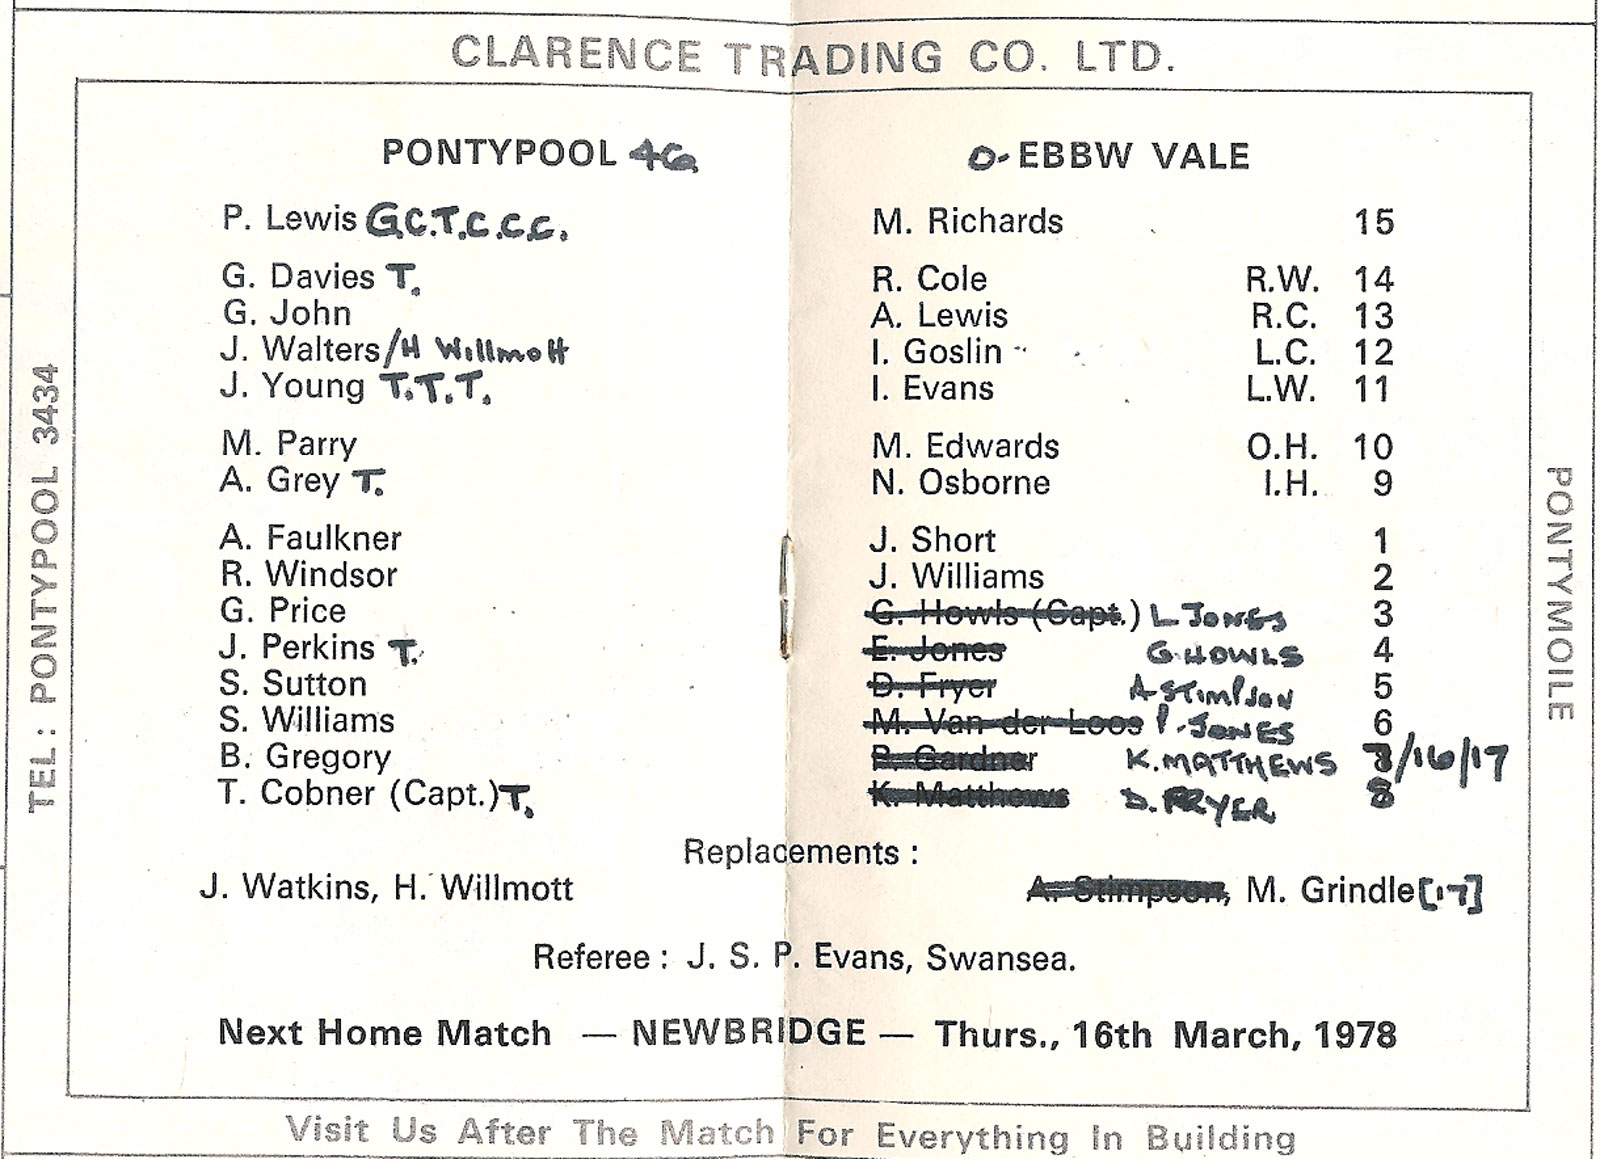 CLARENCE TRADING CO. LTD.
PONTYPOOL 46 0- EBBW VALE
P. Lewis G.C.T.C.C.C. M. Richards 15
G. Davies T. R. Cole R.W. 14
G. John A. Lewis R.C. 13
J. Walters/H Willmott I. Goslin L.C. 12
J. Young T.T.T. I. Evans L.W. 11
M. Parry M. Edwards O.H. 10
A. Grey T. N. Osborne I.H. 9
A. Faulkner J. Short 1
R. Windsor J. Williams 2
G. Price G. Howls (Capt.) L JONES 3
J. Perkins T. E. Jones G. HOWLS 4
S. Sutton D. Fryer A STIMPSON 5
S. Williams M. Van der Loos P. JONES 6
B. Gregory Gardner K. MATTHEWS 7/16/17
T. Cobner (Capt.) T. K. Matthews D. FRYER 8
Replacements :
J. Watkins, H. Willmott A. Stimpson, M. Grindle [17]
Referee : J. S. P. Evans, Swansea.
Next Home Match — NEWBRIDGE — Thurs., 16th March, 1978
Visit Us After The Match For Everything In Building
TEL : PONTYPOOL 3434
PONTYMOILE